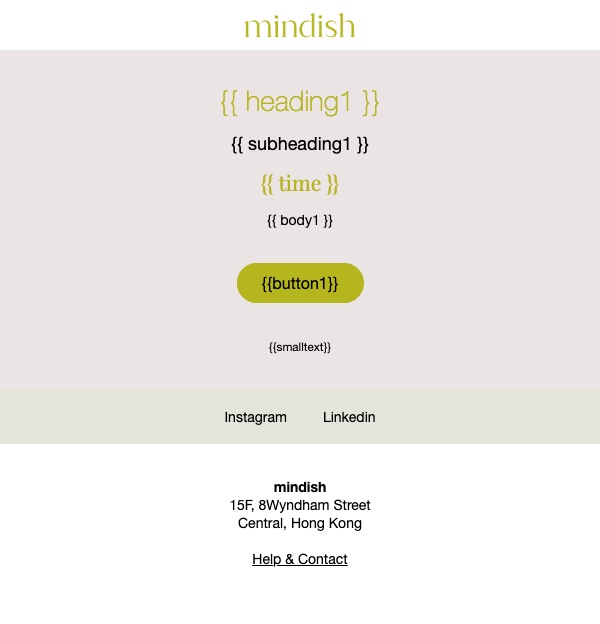 mindish
{{ heading1 }}
{{ subheading1 }}
{{ time }}
{{ body1 }}
{{button1}}
{{smalltext}}
Instagram Linkedin
mindish
15F, 8Wyndham Street
Central, Hong Kong
Help & Contact